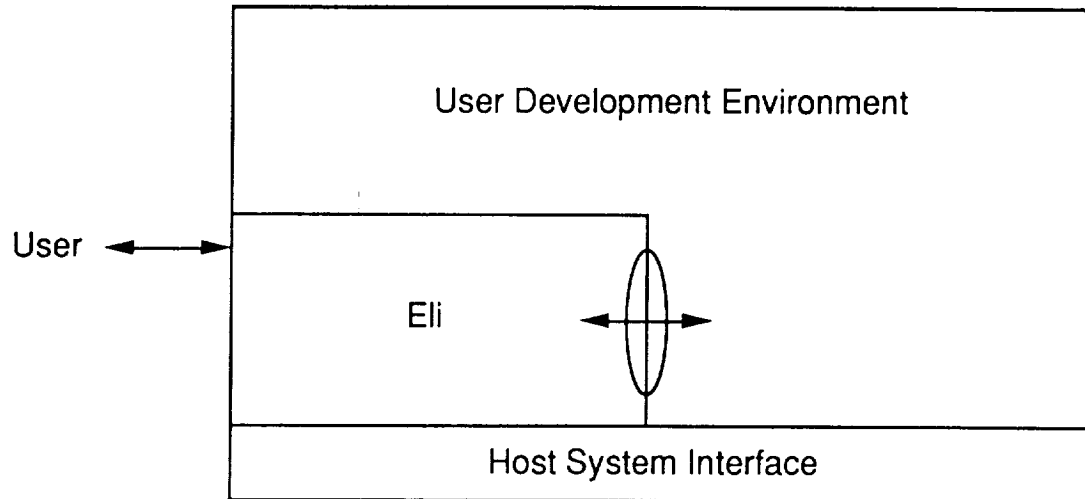 User Development Environment
User
Eli
Host System Interface